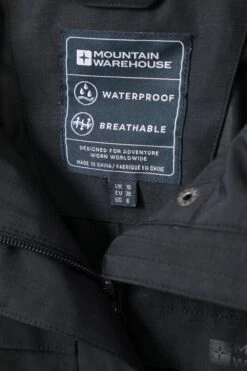 MOUNTAIN
WAREHOUSE
WATERPROOF
BREATHABLE
DESIGNED FOR ADVENTURE
WORN WORLDWIDE
MADE IN CHINA / FABRIQUÉ EN CHINE
UK 10
EU 38
US 6